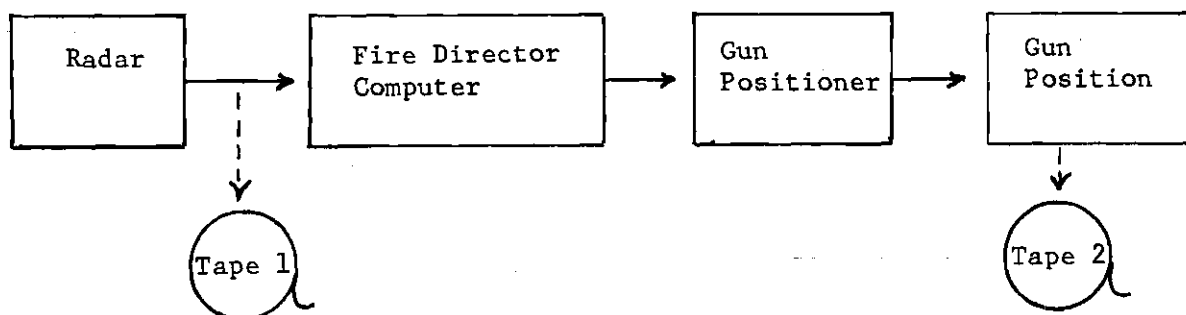 Radar
Fire Director
Computer
Gun
Positioner
Gun
Position
Tape 1
Tape 2